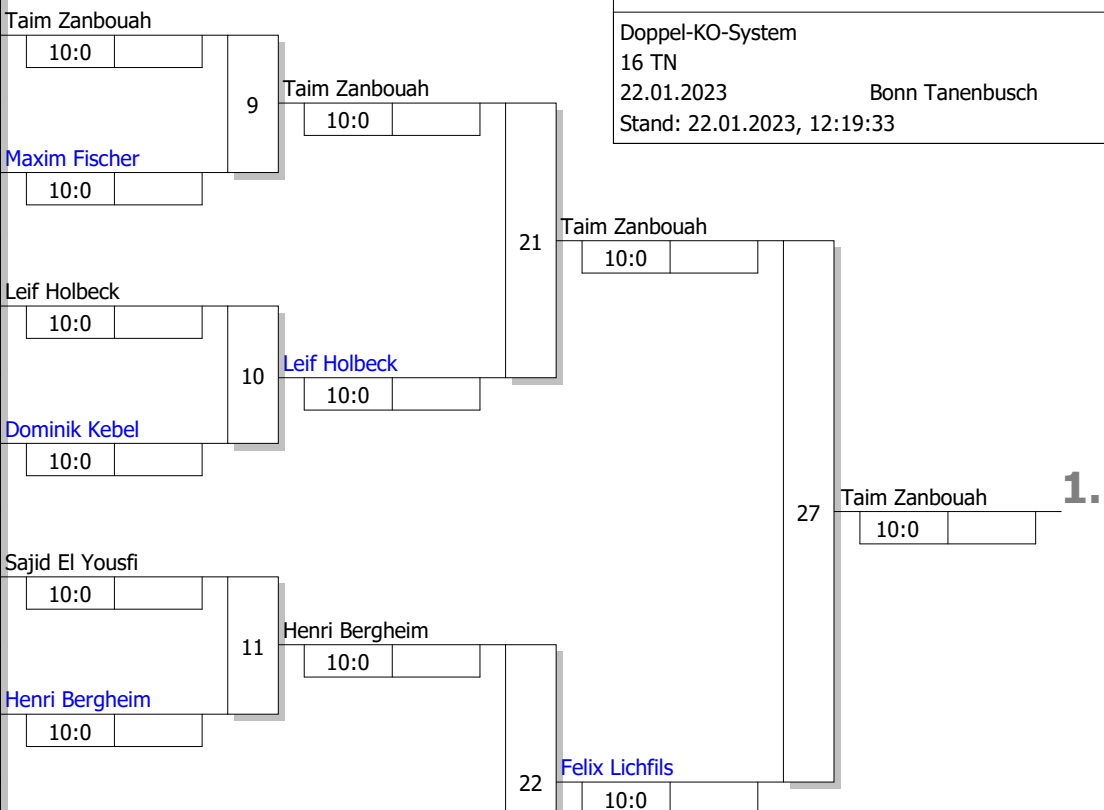 Doppel-KO-System
16 TN
22.01.2023 Bonn Tanenbusch
Stand: 22.01.2023, 12:19:33
Taim Zanbouah
10:0
9
Taim Zanbouah
10:0
Maxim Fischer
10:0
21
Taim Zanbouah
10:0
Leif Holbeck
10:0
10
Leif Holbeck
10:0
Dominik Kebel
10:0
27
Taim Zanbouah
1.
10:0
Sajid El Yousfi
10:0
11
Henri Bergheim
10:0
Henri Bergheim
10:0
22
Felix Lichfils
10:0